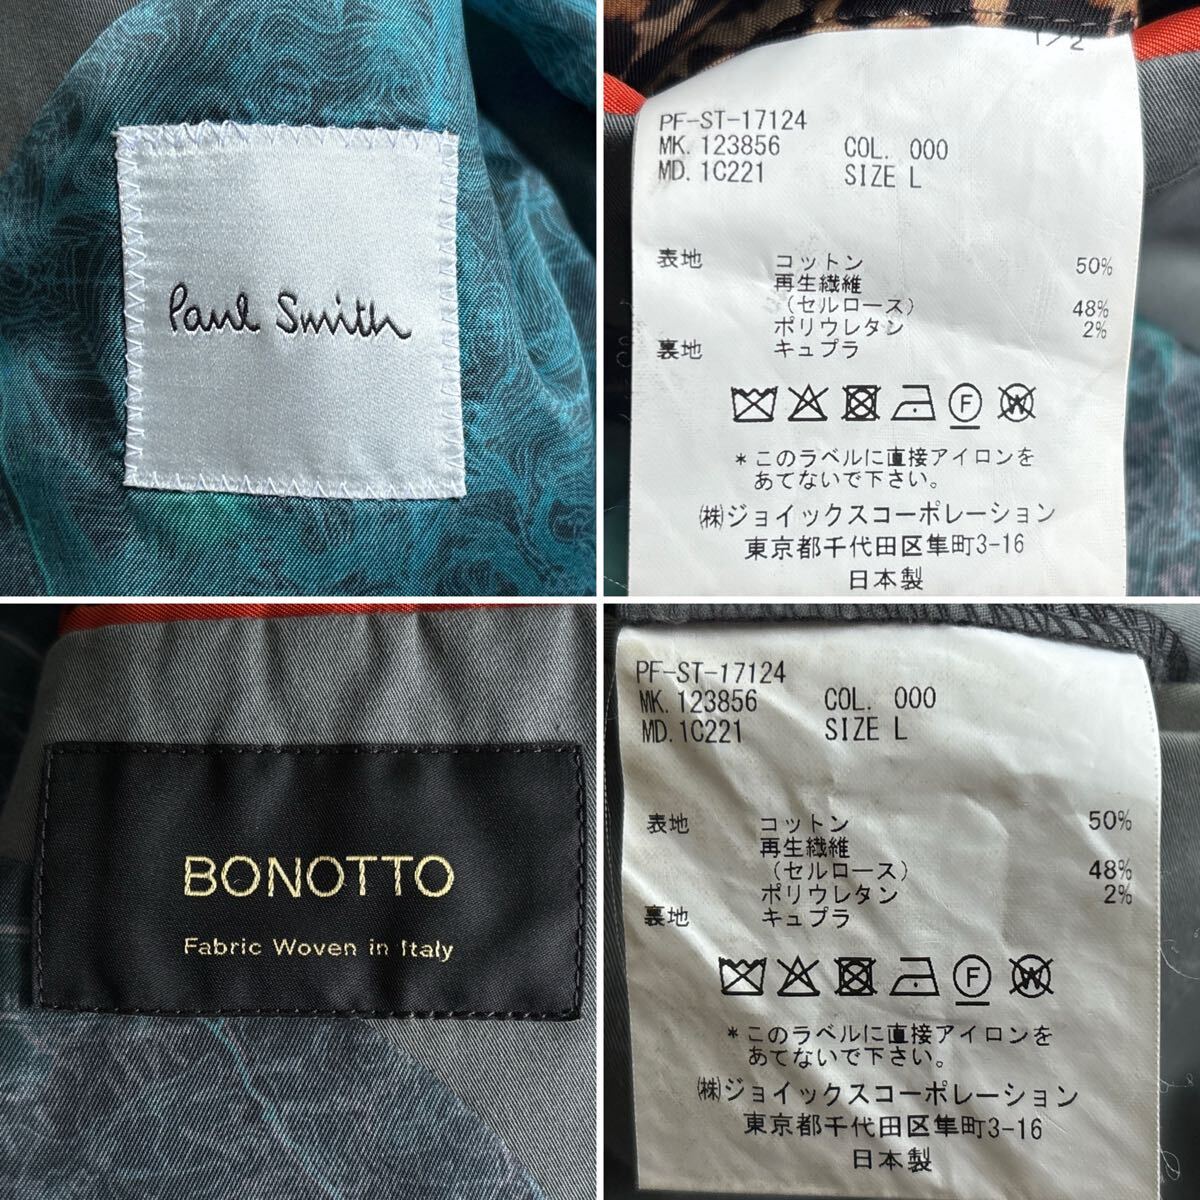 Paul Smith
1/2
PF-ST-17124
MK. 123856 COL. 000
MD. 1C221 SIZE L
表地 コットン 50%
再生繊維
(セルロース) 48%
ポリウレタン 2%
裏地 キュプラ
F W
*このラベルに直接アイロンを
あてないで下さい。
㈱ジョイックスコーポレーション
東京都千代田区隼町3-16
日本製
BONOTTO
Fabric Woven in Italy
PF-ST-17124
MK. 123856 COL. 000
MD. 1C221 SIZE L
表地 コットン 50%
再生繊維
(セルロース) 48%
ポリウレタン 2%
裏地 キュプラ
F W
*このラベルに直接アイロンを
あてないで下さい。
㈱ジョイックスコーポレーション
東京都千代田区隼町3-16
日本製